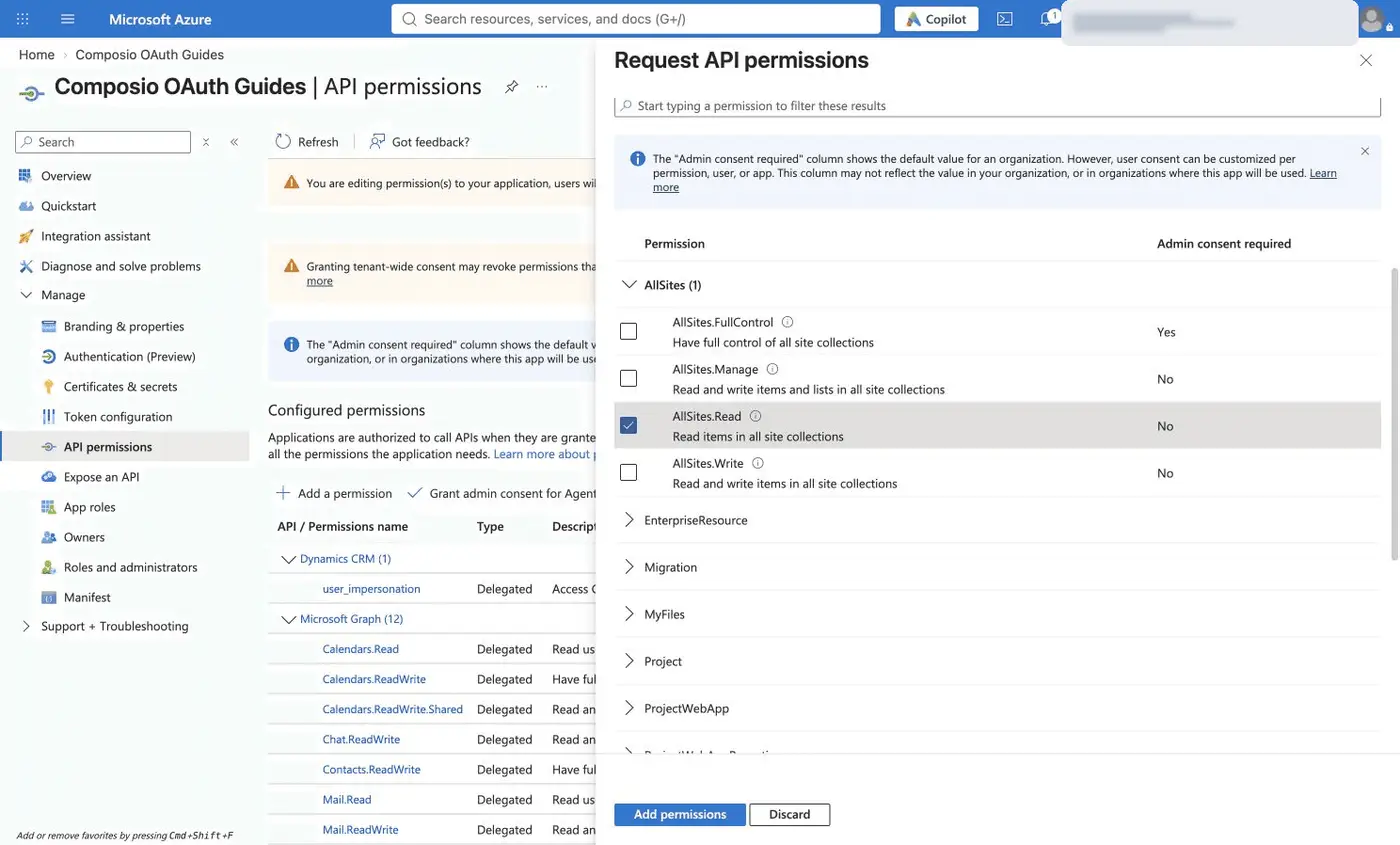 Microsoft Azure
Search resources, services, and docs (G+/)
Copilot
1
Home
Composio OAuth Guides
Composio OAuth Guides | API permissions
Search
Overview
Quickstart
Integration assistant
Diagnose and solve problems
Manage
Branding & properties
Authentication (Preview)
Certificates & secrets
Token configuration
API permissions
Expose an API
App roles
Owners
Roles and administrators
Manifest
Support + Troubleshooting
Add or remove favorites by pressing Cmd+Shift+F
Refresh
Got feedback?
You are editing permission(s) to your application, users wi
Granting tenant-wide consent may revoke permissions tha
more
The "Admin consent required" column shows the default v
organization, or in organizations where this app will be use
Configured permissions
Applications are authorized to call APIs when they are grante
all the permissions the application needs. Learn more about p
Add a permission
Grant admin consent for Agent
API / Permissions name Type Descript
Dynamics CRM (1)
user_impersonation Delegated Access C
Microsoft Graph (12)
Calendars.Read Delegated Read us
Calendars.ReadWrite Delegated Have ful
Calendars.ReadWrite.Shared Delegated Read an
Chat.ReadWrite Delegated Read an
Contacts.ReadWrite Delegated Have ful
Mail.Read Delegated Read us
Mail.ReadWrite Delegated Read an
Request API permissions
Start typing a permission to filter these results
The "Admin consent required" column shows the default value for an organization. However, user consent can be customized per
permission, user, or app. This column may not reflect the value in your organization, or in organizations where this app will be used. Learn
more
Permission Admin consent required
AllSites (1)
AllSites.FullControl
Have full control of all site collections
Yes
AllSites.Manage
Read and write items and lists in all site collections
No
AllSites.Read
Read items in all site collections
No
AllSites.Write
Read and write items in all site collections
No
EnterpriseResource
Migration
MyFiles
Project
ProjectWebApp
Add permissions
Discard